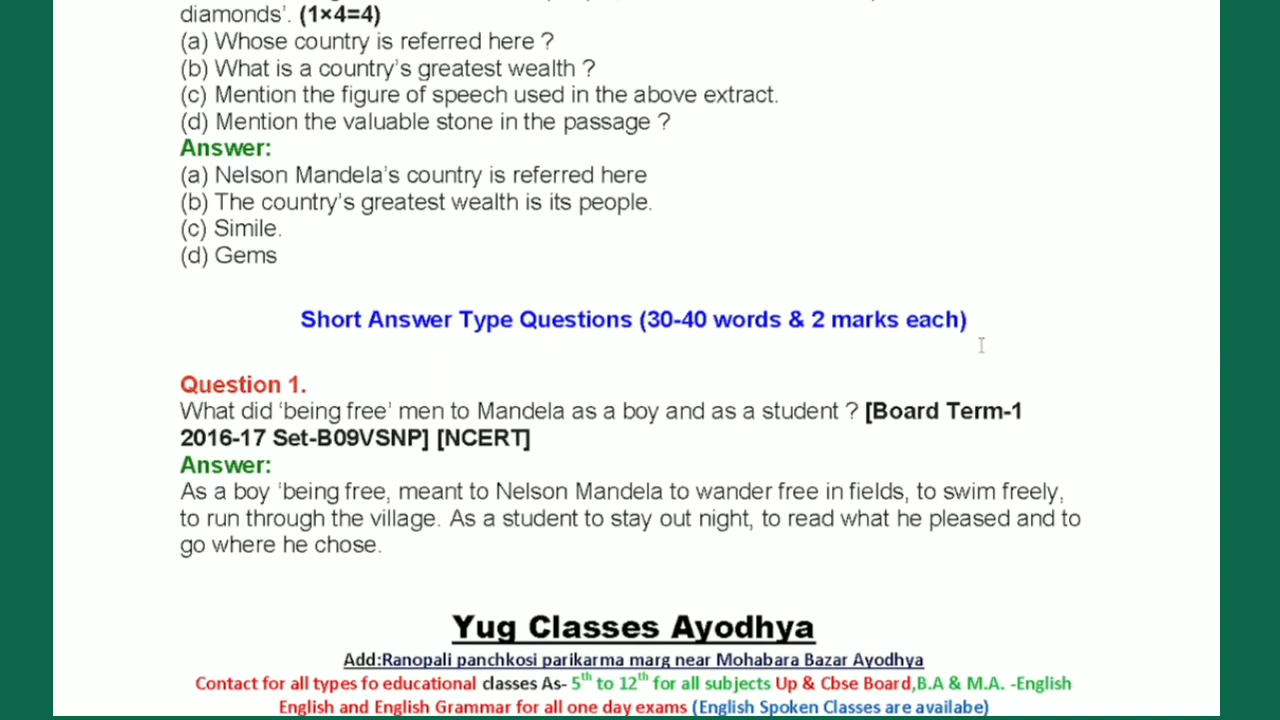 diamonds'. (1×4=4)
(a) Whose country is referred here ?
(b) What is a country's greatest wealth ?
(c) Mention the figure of speech used in the above extract.
(d) Mention the valuable stone in the passage ?
Answer:
(a) Nelson Mandela's country is referred here
(b) The country's greatest wealth is its people.
(c) Simile.
(d) Gems
Short Answer Type Questions (30-40 words & 2 marks each)
Question 1.
What did 'being free' men to Mandela as a boy and as a student ? [Board Term-1
2016-17 Set-B09VSNP] [NCERT]
Answer:
As a boy 'being free, meant to Nelson Mandela to wander free in fields, to swim freely,
to run through the village. As a student to stay out night, to read what he pleased and to
go where he chose.
Yug Classes Ayodhya
Add:Ranopali panchkosi parikarma marg near Mohabara Bazar Ayodhya
Contact for all types fo educational classes As- 5th to 12th for all subjects Up & Cbse Board,B.A & M.A. -English
English and English Grammar for all one day exams (English Spoken Classes are availabe)